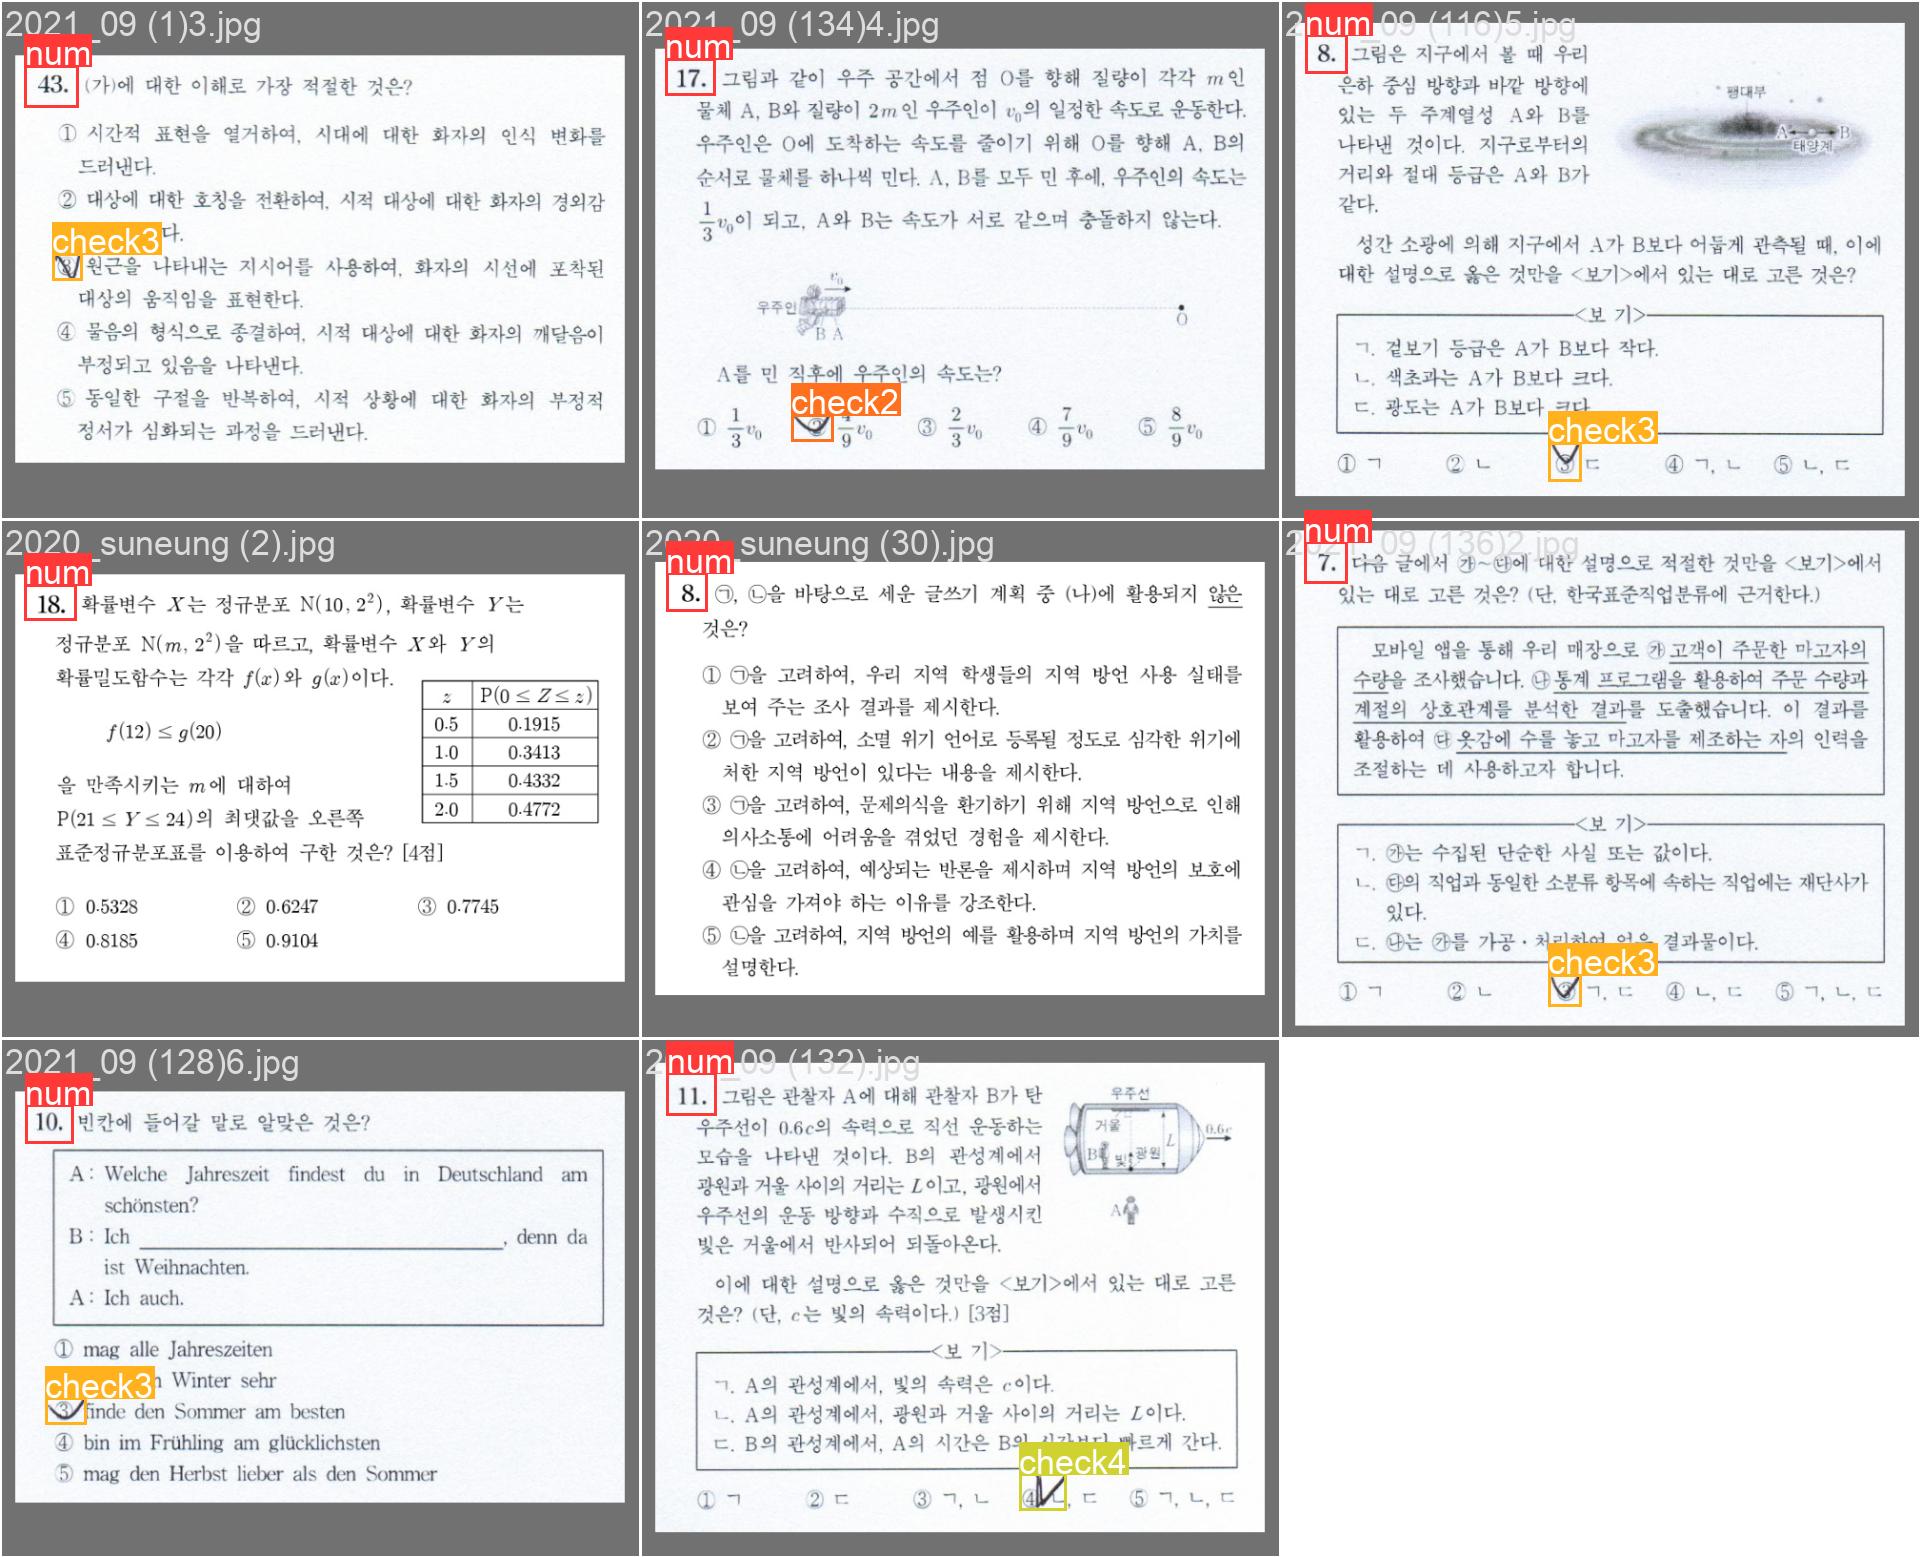 2021_09 (1)3.jpg
num
43. (가)에 대한 이해로 가장 적절한 것은?
① 시간적 표현을 열거하여, 시대에 대한 화자의 인식 변화를
드러낸다.
② 대상에 대한 호칭을 전환하여, 시적 대상에 대한 화자의 경외감
check3 다.
③ 원근을 나타내는 지시어를 사용하여, 화자의 시선에 포착된
대상의 움직임을 표현한다.
④ 물음의 형식으로 종결하여, 시적 대상에 대한 화자의 깨달음이
부정되고 있음을 나타낸다.
⑤ 동일한 구절을 반복하여, 시적 상황에 대한 화자의 부정적
정서가 심화되는 과정을 드러낸다.
2021_09 (134)4.jpg
num
17. 그림과 같이 우주 공간에서 점 O를 향해 질량이 각각 m인
물체 A, B와 질량이 2m인 우주인이 v₀의 일정한 속도로 운동한다.
우주인은 O에 도착하는 속도를 줄이기 위해 O를 향해 A, B의
순서로 물체를 하나씩 민다. A, B를 모두 민 후에, 우주인의 속도는
1/3 v₀이 되고, A와 B는 속도가 서로 같으며 충돌하지 않는다.
v₀
우주인
B A
O
A를 민 직후에 우주인의 속도는?
check2
① 1/3 v₀ ② 4/9 v₀ ③ 2/3 v₀ ④ 7/9 v₀ ⑤ 8/9 v₀
_09 (116)5.jpg
num
8. 그림은 지구에서 볼 때 우리
은하 중심 방향과 바깥 방향에
있는 두 주계열성 A와 B를
나타낸 것이다. 지구로부터의
거리와 절대 등급은 A와 B가
같다.
팽대부
A B
태양계
성간 소광에 의해 지구에서 A가 B보다 어둡게 관측될 때, 이에
대한 설명으로 옳은 것만을 <보기>에서 있는 대로 고른 것은?
<보 기>
ㄱ. 겉보기 등급은 A가 B보다 작다.
ㄴ. 색초과는 A가 B보다 크다.
ㄷ. 광도는 A가 B보다 크다.
check3
① ㄱ ② ㄴ ③ ㄷ ④ ㄱ, ㄴ ⑤ ㄴ, ㄷ
2020_suneung (2).jpg
num
18. 확률변수 X는 정규분포 N(10, 2²), 확률변수 Y는
정규분포 N(m, 2²)을 따르고, 확률변수 X와 Y의
확률밀도함수는 각각 f(x)와 g(x)이다.
f(12) ≤ g(20)
을 만족시키는 m에 대하여
P(21 ≤ Y ≤ 24)의 최댓값을 오른쪽
표준정규분포표를 이용하여 구한 것은? [4점]
z P(0 ≤ Z ≤ z)
0.5 0.1915
1.0 0.3413
1.5 0.4332
2.0 0.4772
① 0.5328 ② 0.6247 ③ 0.7745
④ 0.8185 ⑤ 0.9104
2020_suneung (30).jpg
num
8. ㉠, ㉡을 바탕으로 세운 글쓰기 계획 중 (나)에 활용되지 않은
것은?
① ㉠을 고려하여, 우리 지역 학생들의 지역 방언 사용 실태를
보여 주는 조사 결과를 제시한다.
② ㉠을 고려하여, 소멸 위기 언어로 등록될 정도로 심각한 위기에
처한 지역 방언이 있다는 내용을 제시한다.
③ ㉠을 고려하여, 문제의식을 환기하기 위해 지역 방언으로 인해
의사소통에 어려움을 겪었던 경험을 제시한다.
④ ㉡을 고려하여, 예상되는 반론을 제시하며 지역 방언의 보호에
관심을 가져야 하는 이유를 강조한다.
⑤ ㉡을 고려하여, 지역 방언의 예를 활용하며 지역 방언의 가치를
설명한다.
2021_09 (136)2.jpg
num
7. 다음 글에서 ㉮~㉰에 대한 설명으로 적절한 것만을 <보기>에서
있는 대로 고른 것은? (단, 한국표준직업분류에 근거한다.)
모바일 앱을 통해 우리 매장으로 ㉮ 고객이 주문한 마고자의
수량을 조사했습니다. ㉯ 통계 프로그램을 활용하여 주문 수량과
계절의 상호관계를 분석한 결과를 도출했습니다. 이 결과를
활용하여 ㉰ 옷감에 수를 놓고 마고자를 제조하는 자의 인력을
조절하는 데 사용하고자 합니다.
<보 기>
ㄱ. ㉮는 수집된 단순한 사실 또는 값이다.
ㄴ. ㉰의 직업과 동일한 소분류 항목에 속하는 직업에는 재단사가
있다.
ㄷ. ㉯는 ㉮를 가공·처리하여 얻은 결과물이다.
check3
① ㄱ ② ㄴ ③ ㄱ, ㄷ ④ ㄴ, ㄷ ⑤ ㄱ, ㄴ, ㄷ
2021_09 (128)6.jpg
num
10. 빈칸에 들어갈 말로 알맞은 것은?
A: Welche Jahreszeit findest du in Deutschland am
schönsten?
B: Ich ____, denn da
ist Weihnachten.
A: Ich auch.
① mag alle Jahreszeiten
check3 Winter sehr
③ finde den Sommer am besten
④ bin im Frühling am glücklichsten
⑤ mag den Herbst lieber als den Sommer
_09 (132).jpg
num
11. 그림은 관찰자 A에 대해 관찰자 B가 탄
우주선이 0.6c의 속력으로 직선 운동하는
모습을 나타낸 것이다. B의 관성계에서
광원과 거울 사이의 거리는 L이고, 광원에서
우주선의 운동 방향과 수직으로 발생시킨
빛은 거울에서 반사되어 되돌아온다.
우주선
거울
0.6c
L
B 빛 광원
A
이에 대한 설명으로 옳은 것만을 <보기>에서 있는 대로 고른
것은? (단, c는 빛의 속력이다.) [3점]
<보 기>
ㄱ. A의 관성계에서, 빛의 속력은 c이다.
ㄴ. A의 관성계에서, 광원과 거울 사이의 거리는 L이다.
ㄷ. B의 관성계에서, A의 시간은 B의 시간보다 빠르게 간다.
check4
① ㄱ ② ㄷ ③ ㄱ, ㄴ ④ ㄴ, ㄷ ⑤ ㄱ, ㄴ, ㄷ